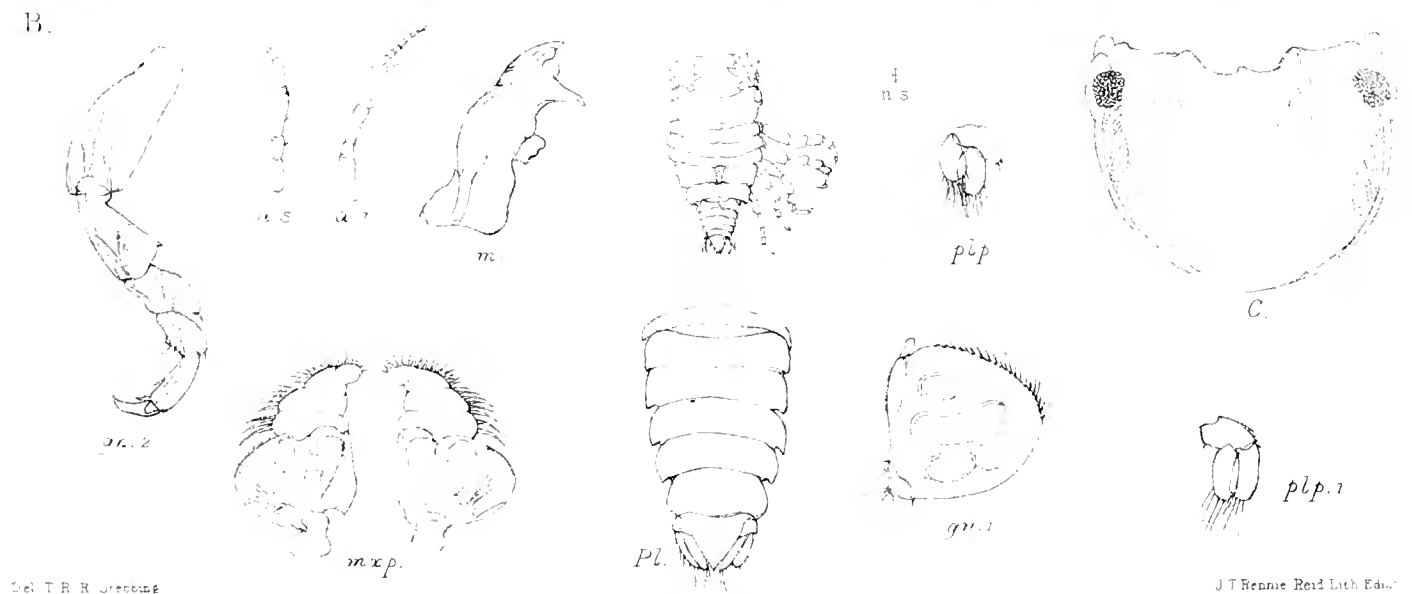 B.
n s
a. s.
m.
plp
C.
gn. 2
mxp.
Pl.
gn. 1
plp. 1
Del. T R R Stebbing
J T Rennie Reid Lith Edin.